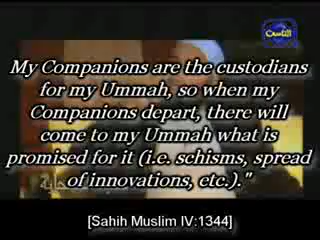 الناس
My Companions are the custodians
for my Ummah, so when my
Companions depart, there will
come to my Ummah what is
promised for it (i.e. schisms, spread
of innovations, etc.)."
[Sahih Muslim IV:1344]